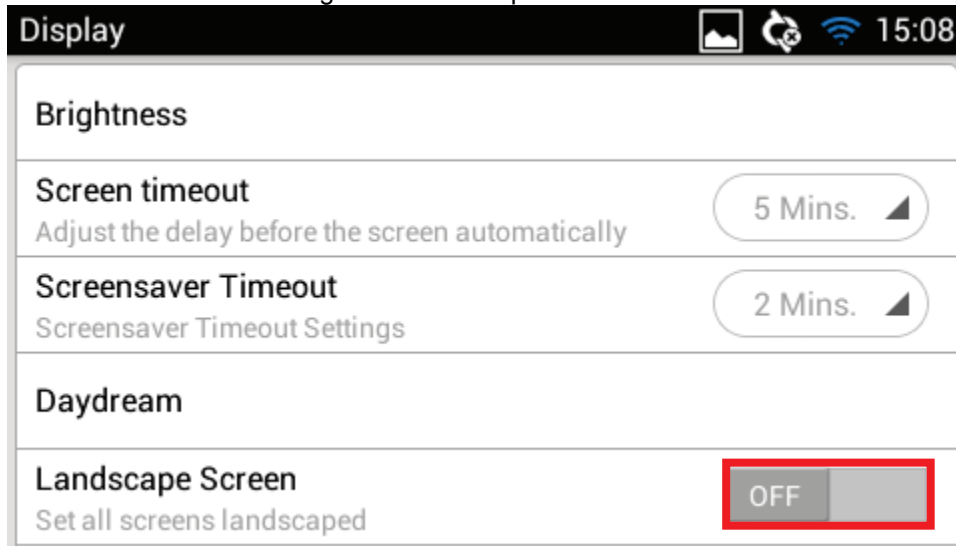 Display 15:08
Brightness
Screen timeout
5 Mins.
Adjust the delay before the screen automatically
Screensaver Timeout
2 Mins.
Screensaver Timeout Settings
Daydream
Landscape Screen
OFF
Set all screens landscaped